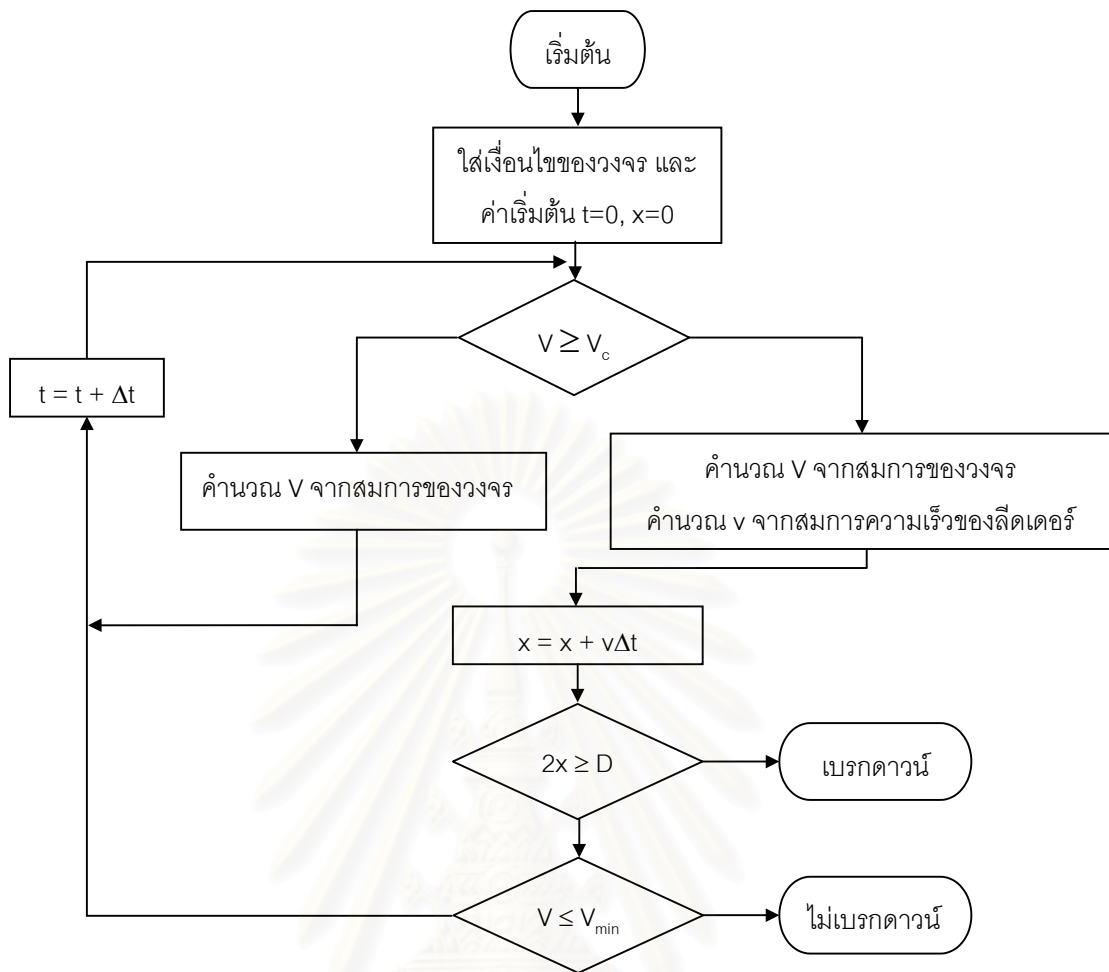 เริ่มต้น
ใส่เงื่อนไขของวงจร และ
ค่าเริ่มต้น t=0, x=0
V ≥ Vc
t = t + Δt
คำนวณ V จากสมการของวงจร
คำนวณ V จากสมการของวงจร
คำนวณ v จากสมการความเร็วของลีดเดอร์
x = x + vΔt
2x ≥ D
เบรกดาวน์
V ≤ Vmin
ไม่เบรกดาวน์